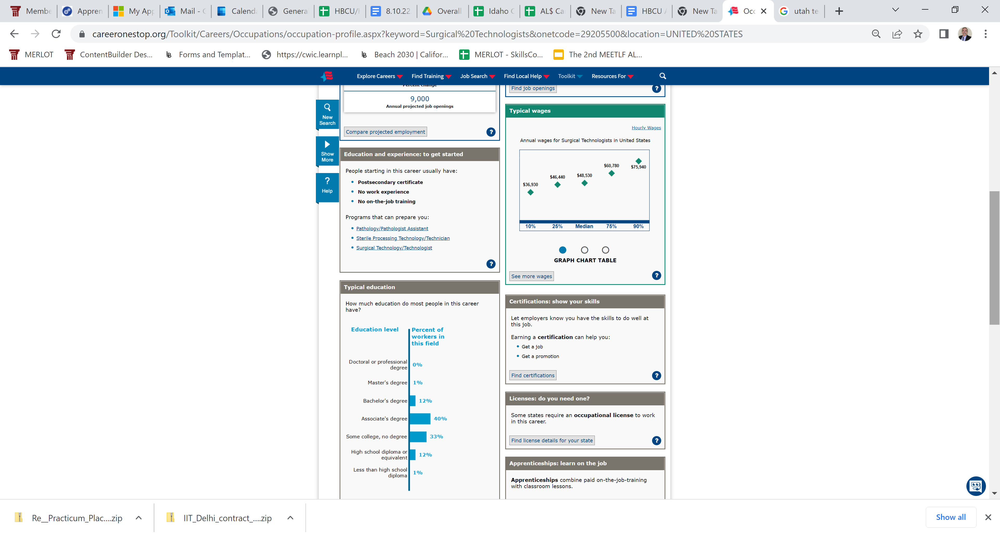 Membe
Appren
My App
Mail - C
Calenda
Genera
HBCU/H
8.10.22
Overall
Idaho C
AL$ Ca
New Ta
HBCU A
New Ta
Occ
utah te
careeronestop.org/Toolkit/Careers/Occupations/occupation-profile.aspx?keyword=Surgical%20Technologists&onetcode=29205500&location=UNITED%20STATES
MERLOT
ContentBuilder Des...
Forms and Templat...
https://cwic.learnpl...
Beach 2030 | Califor...
MERLOT - SkillsCo...
The 2nd MEETLF AL...
Explore Careers
Find Training
Job Search
Find Local Help
Toolkit
Resources For
New
Search
Show
More
?
Help
Percent change
9,000
Annual projected job openings
Compare projected employment
?
Education and experience: to get started
People starting in this career usually have:
Postsecondary certificate
No work experience
No on-the-job training
Programs that can prepare you:
Pathology/Pathologist Assistant
Sterile Processing Technology/Technician
Surgical Technology/Technologist
?
Typical education
How much education do most people in this career
have?
Education level
Percent of
workers in
this field
Doctoral or professional
degree
0%
Master's degree
1%
Bachelor's degree
12%
Associate's degree
40%
Some college, no degree
33%
High school diploma or
equivalent
12%
Less than high school
diploma
1%
Find job openings
?
Typical wages
Hourly Wages
Annual wages for Surgical Technologists in United States
$36,930
$46,440
$48,530
$60,780
$75,940
10%
25%
Median
75%
90%
GRAPH CHART TABLE
See more wages
?
Certifications: show your skills
Let employers know you have the skills to do well at
this job.
Earning a certification can help you:
Get a job
Get a promotion
Find certifications
?
Licenses: do you need one?
Some states require an occupational license to work
in this career.
Find license details for your state
?
Apprenticeships: learn on the job
Apprenticeships combine paid on-the-job-training
with classroom lessons.
Re__Practicum_Plac....zip
IIT_Delhi_contract_....zip
Show all